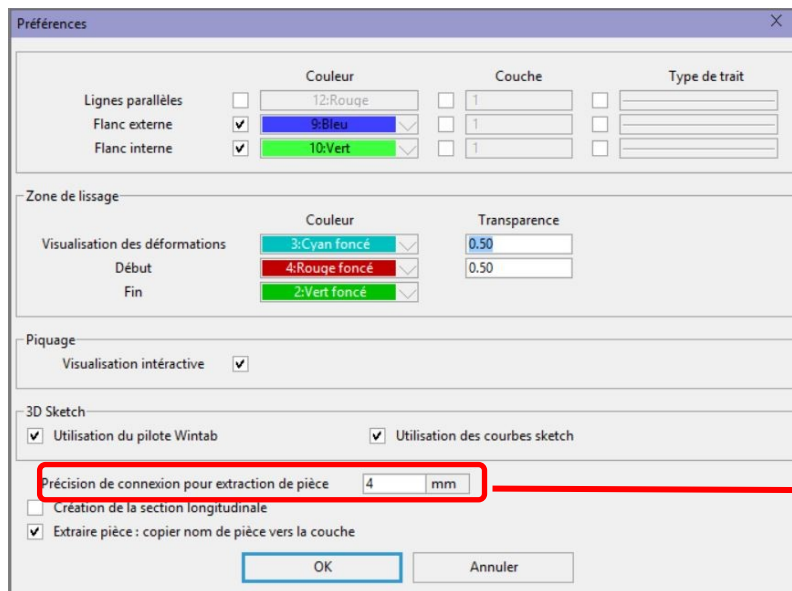 Préférences X
Couleur Couche Type de trait
Lignes parallèles 12:Rouge 1
Flanc externe 9:Bleu 1
Flanc interne 10:Vert 1
Zone de lissage
Couleur Transparence
Visualisation des déformations 3:Cyan foncé 0.50
Début 4:Rouge foncé 0.50
Fin 2:Vert foncé
Piquage
Visualisation intéractive
3D Sketch
Utilisation du pilote Wintab Utilisation des courbes sketch
Précision de connexion pour extraction de pièce 4 mm
Création de la section longitudinale
Extraire pièce : copier nom de pièce vers la couche
OK Annuler